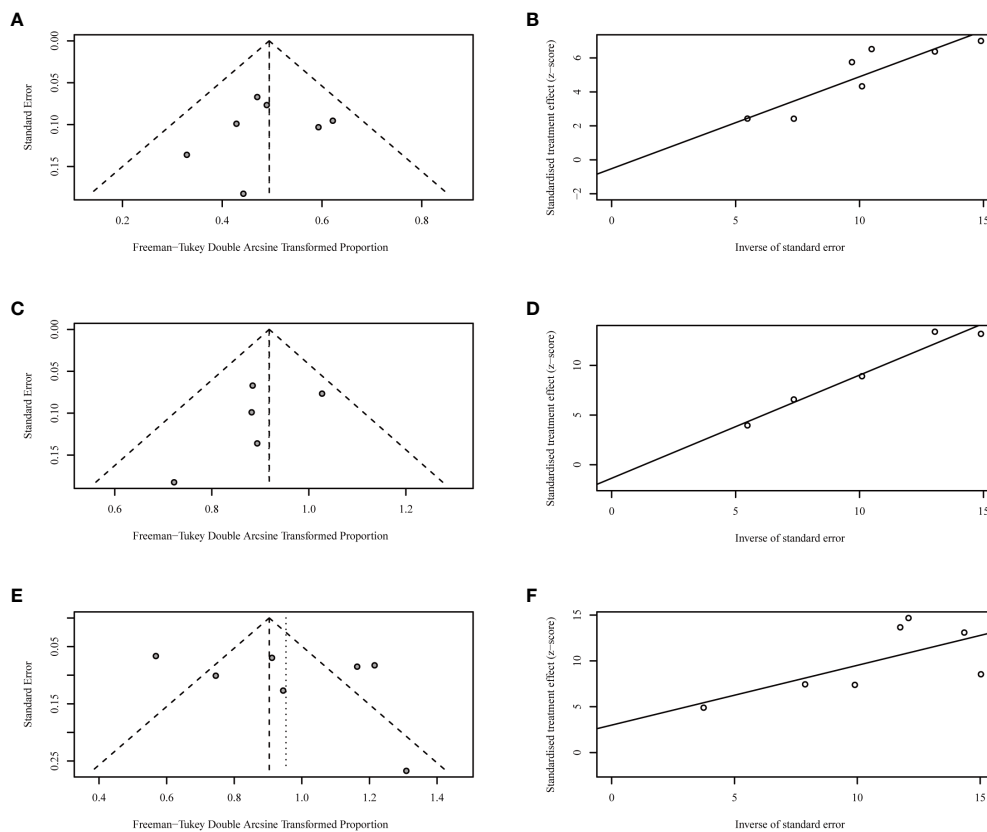 A
B
Standard Error
0.00
0.05
0.10
0.15
0.2
0.4
0.6
0.8
Freeman−Tukey Double Arcsine Transformed Proportion
Standardised treatment effect (z−score)
6
4
2
0
−2
0
5
10
15
Inverse of standard error
C
D
Standard Error
0.00
0.05
0.10
0.15
0.6
0.8
1.0
1.2
Freeman−Tukey Double Arcsine Transformed Proportion
Standardised treatment effect (z−score)
10
5
0
0
5
10
15
Inverse of standard error
E
F
Standard Error
0.05
0.15
0.25
0.4
0.6
0.8
1.0
1.2
1.4
Freeman−Tukey Double Arcsine Transformed Proportion
Standardised treatment effect (z−score)
15
10
5
0
0
5
10
15
Inverse of standard error